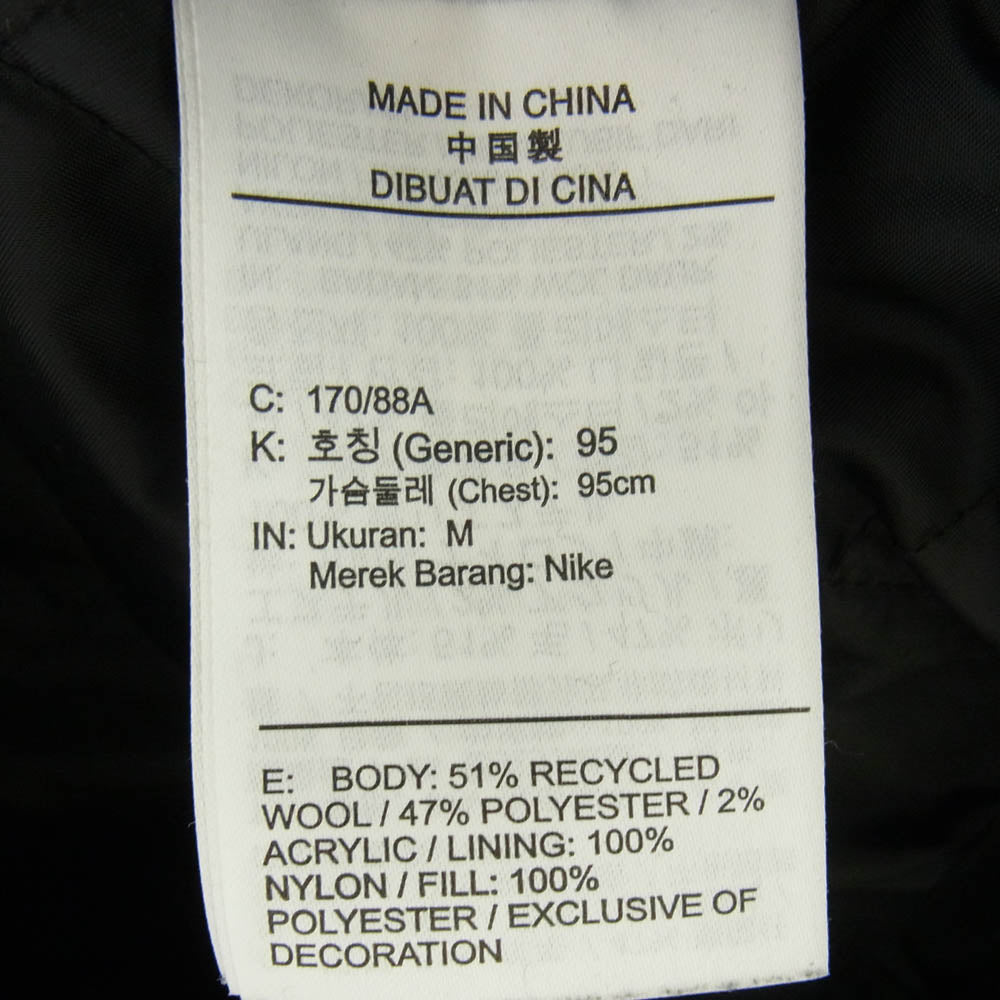 MADE IN CHINA
中国製
DIBUAT DI CINA
C: 170/88A
K: 호칭 (Generic): 95
가슴둘레 (Chest): 95cm
IN: Ukuran: M
Merek Barang: Nike
E: BODY: 51% RECYCLED
WOOL / 47% POLYESTER / 2%
ACRYLIC / LINING: 100%
NYLON / FILL: 100%
POLYESTER / EXCLUSIVE OF
DECORATION